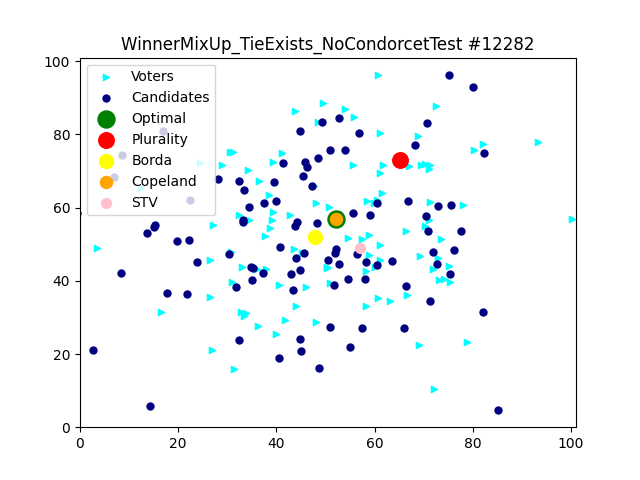 WinnerMixUp_TieExists_NoCondorcetTest #12282
100
80
60
40
20
0
0
20
40
60
80
100
Voters
Candidates
Optimal
Plurality
Borda
Copeland
STV